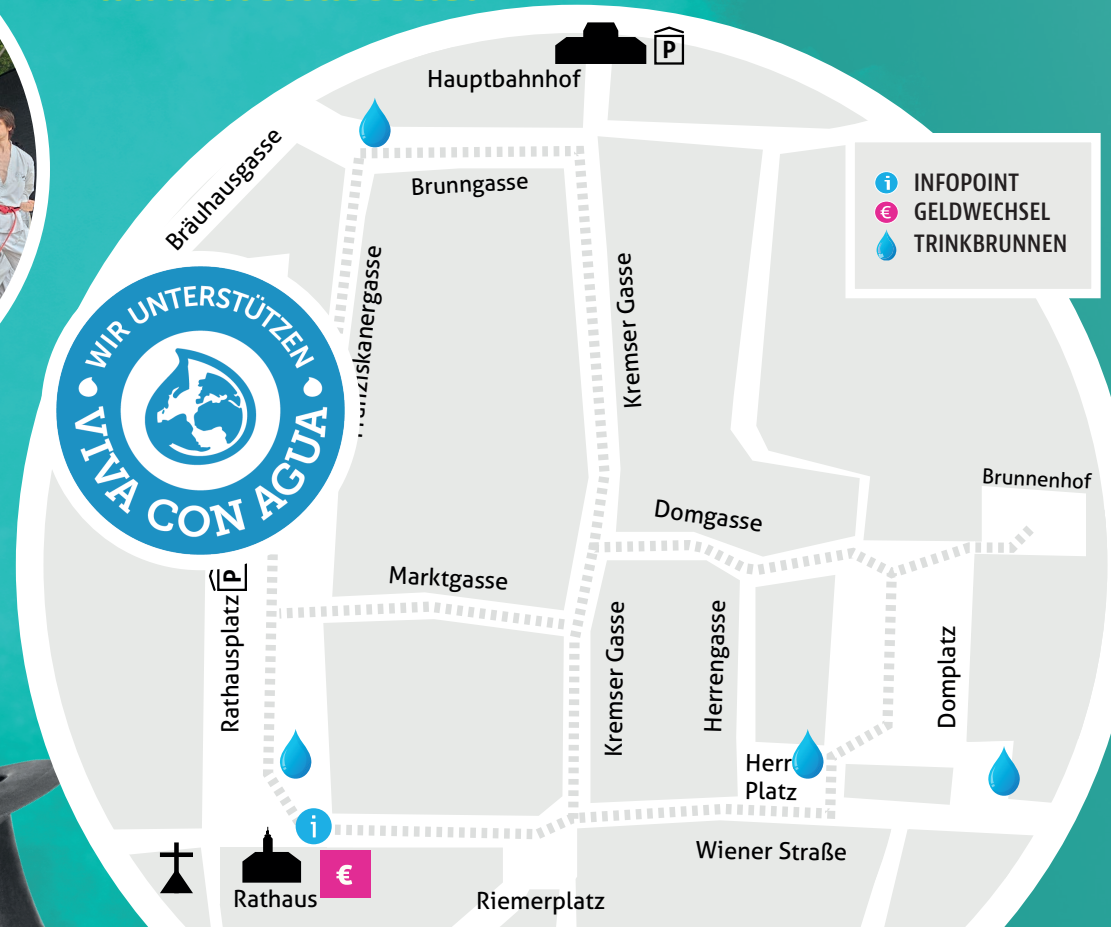 P
Hauptbahnhof
Bräuhausgasse
Brunngasse
i INFOPOINT
€ GELDWECHSEL
TRINKBRUNNEN
Kremser Gasse
WIR UNTERSTÜTZEN
VIVA CON AGUA
Brunnenhof
Domgasse
P
Marktgasse
Rathausplatz
Kremser Gasse
Herrengasse
Domplatz
Herr
Platz
i
Wiener Straße
€
Rathaus
Riemerplatz